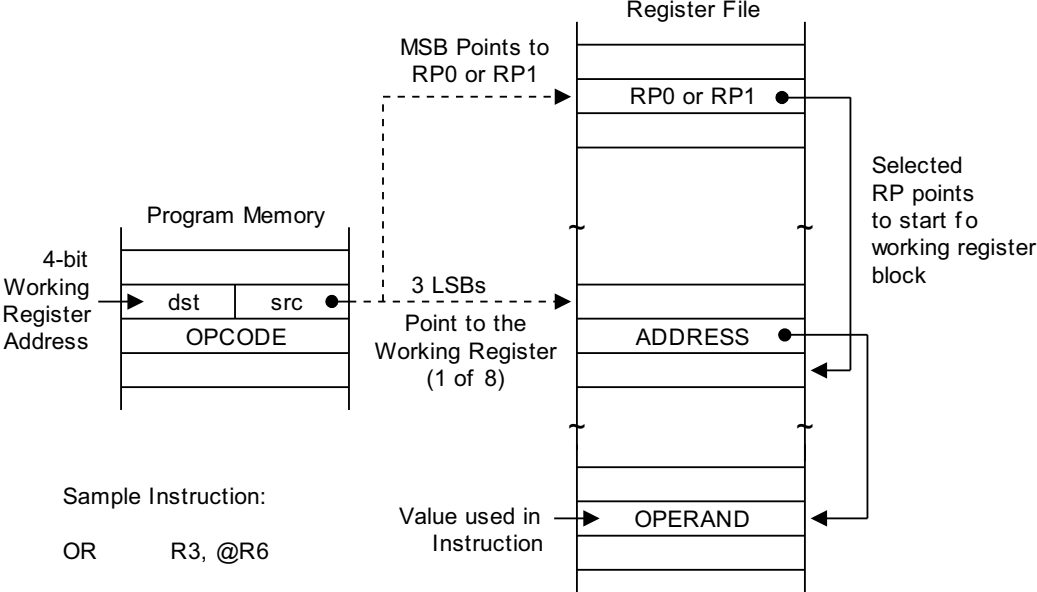 Register File
MSB Points to
RP0 or RP1
RP0 or RP1
Selected
RP points
to start fo
working register
block
Program Memory
4-bit
Working
Register
Address
dst
src
3 LSBs
Point to the
Working Register
(1 of 8)
OPCODE
ADDRESS
Sample Instruction:
OR R3, @R6
Value used in
Instruction
OPERAND